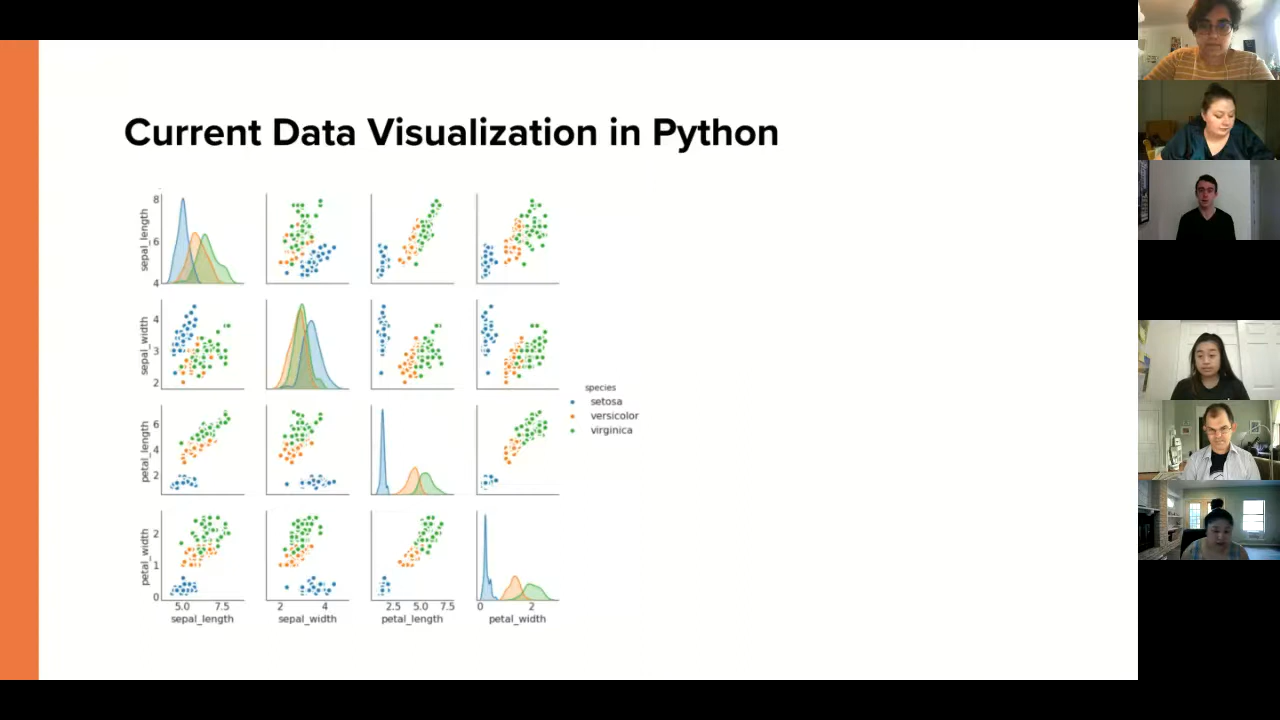 Current Data Visualization in Python
8
6
4
sepal_length
4
3
2
sepal_width
species
setosa
versicolor
virginica
6
4
2
petal_length
2
1
0
petal_width
5.0 7.5
2 4
2.5 5.0 7.5
0 2
sepal_length
sepal_width
petal_length
petal_width